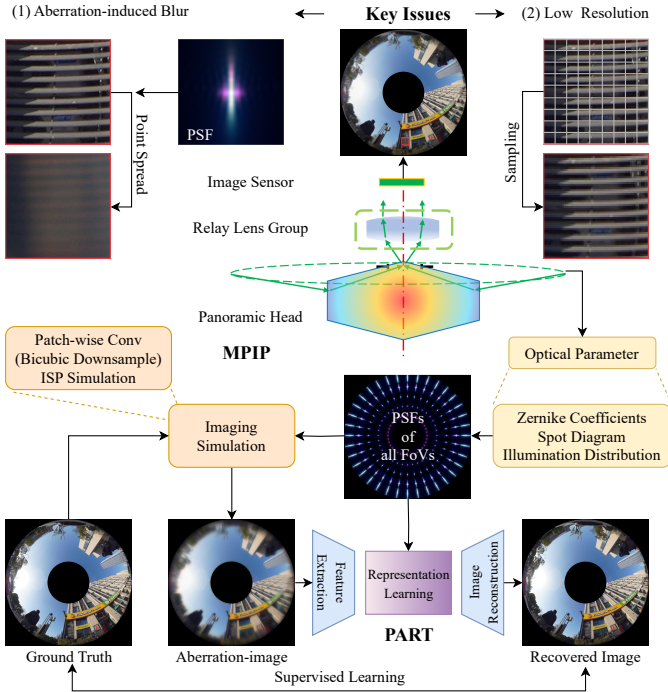 (1) Aberration-induced Blur
Key Issues
(2) Low Resolution
PSF
Point Spread
Sampling
Image Sensor
Relay Lens Group
Panoramic Head
MPIP
Patch-wise Conv
(Bicubic Downsample)
ISP Simulation
Optical Parameter
Imaging
Simulation
PSFs
of
all FoVs
Zernike Coefficients
Spot Diagram
Illumination Distribution
Feature
Extraction
Representation
Learning
Image
Reconstruction
PART
Ground Truth
Aberration-image
Recovered Image
Supervised Learning